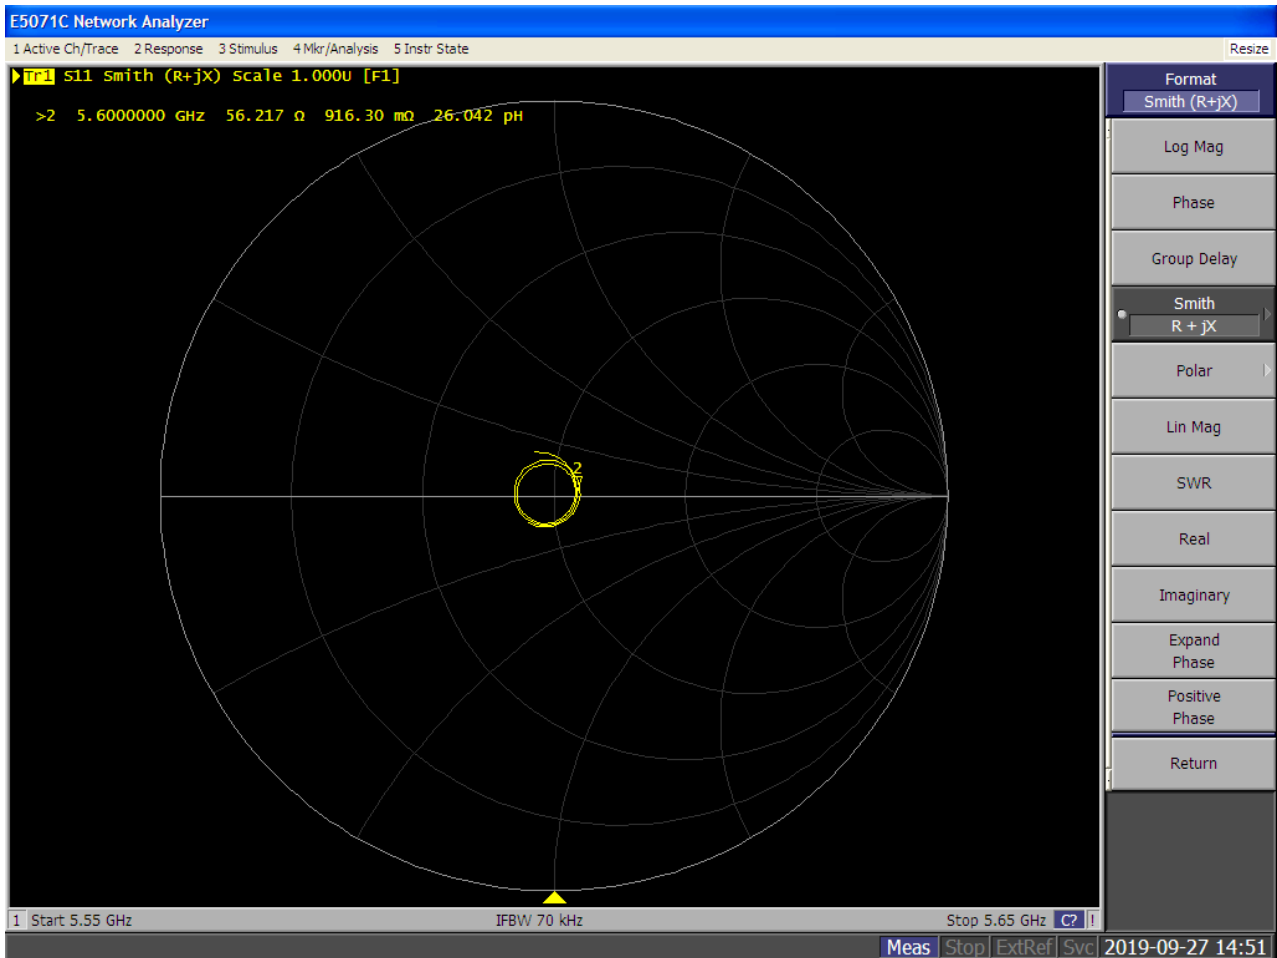 E5071C Network Analyzer
1 Active Ch/Trace 2 Response 3 Stimulus 4 Mkr/Analysis 5 Instr State Resize
Tr1 S11 Smith (R+jX) Scale 1.000U [F1]
>2 5.6000000 GHz 56.217 Ω 916.30 mΩ 26.042 pH
2
Format
Smith (R+jX)
Log Mag
Phase
Group Delay
Smith
R + jX
Polar
Lin Mag
SWR
Real
Imaginary
Expand
Phase
Positive
Phase
Return
1 Start 5.55 GHz IFBW 70 kHz Stop 5.65 GHz C? !
Meas Stop ExtRef Svc 2019-09-27 14:51